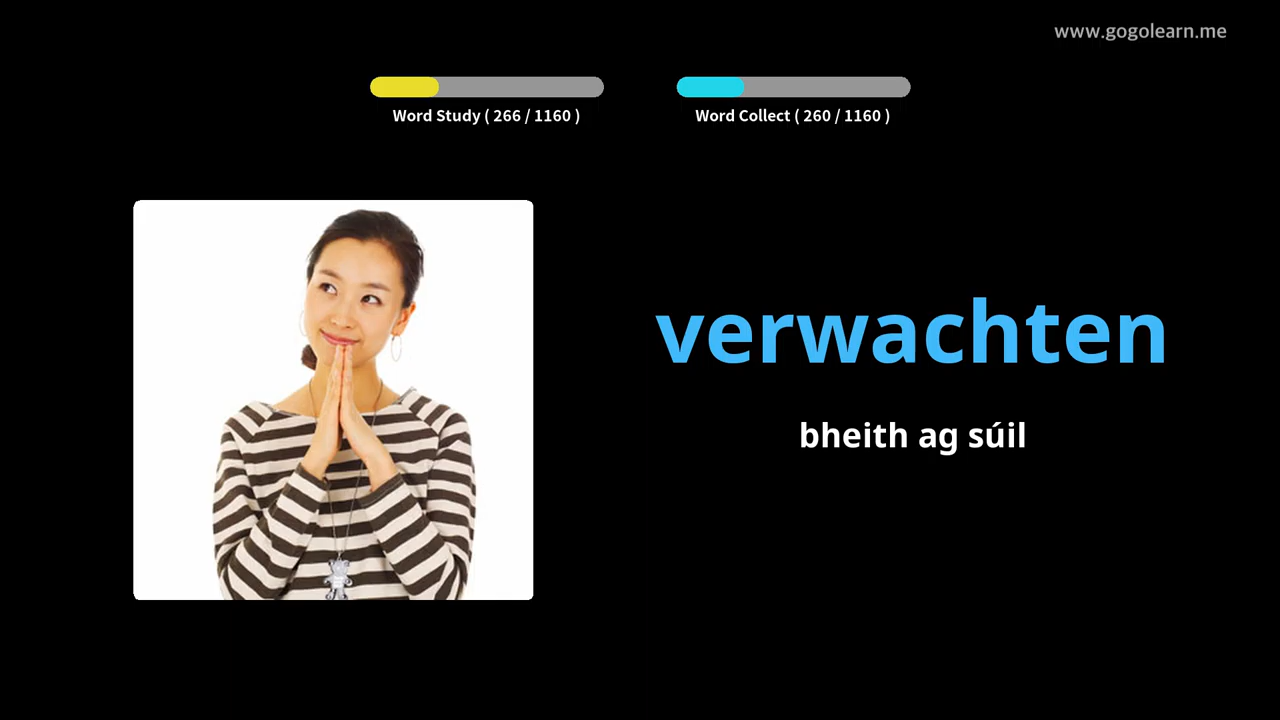 www.gogolearn.me
Word Study ( 266 / 1160 )
Word Collect ( 260 / 1160 )
verwachten
bheith ag súil